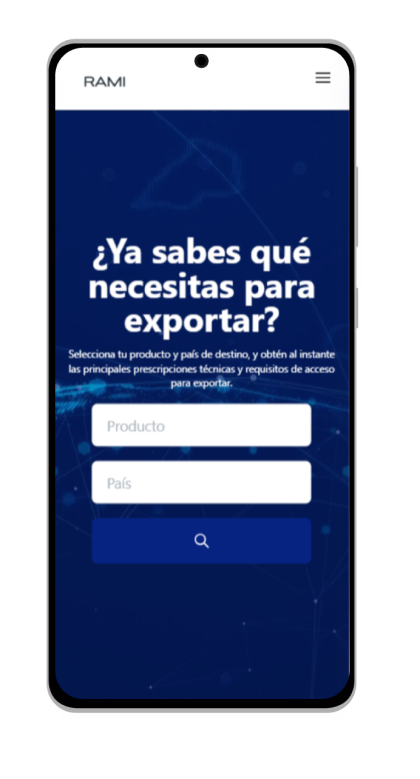 RAMI
¿Ya sabes qué
necesitas para
exportar?
Selecciona tu producto y país de destino, y obtén al instante
las principales prescripciones técnicas y requisitos de acceso
para exportar.
Producto
País